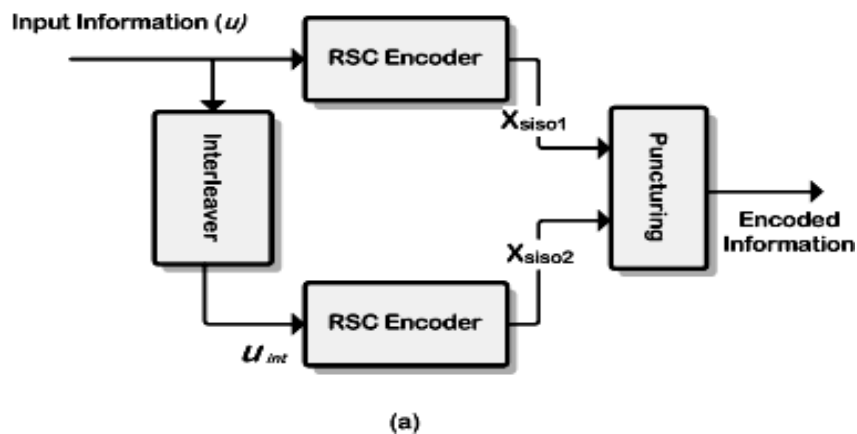 Input Information (u)
RSC Encoder
Xsiso1
Interleaver
Puncturing
Encoded
Information
Xsiso2
RSC Encoder
u int
(a)